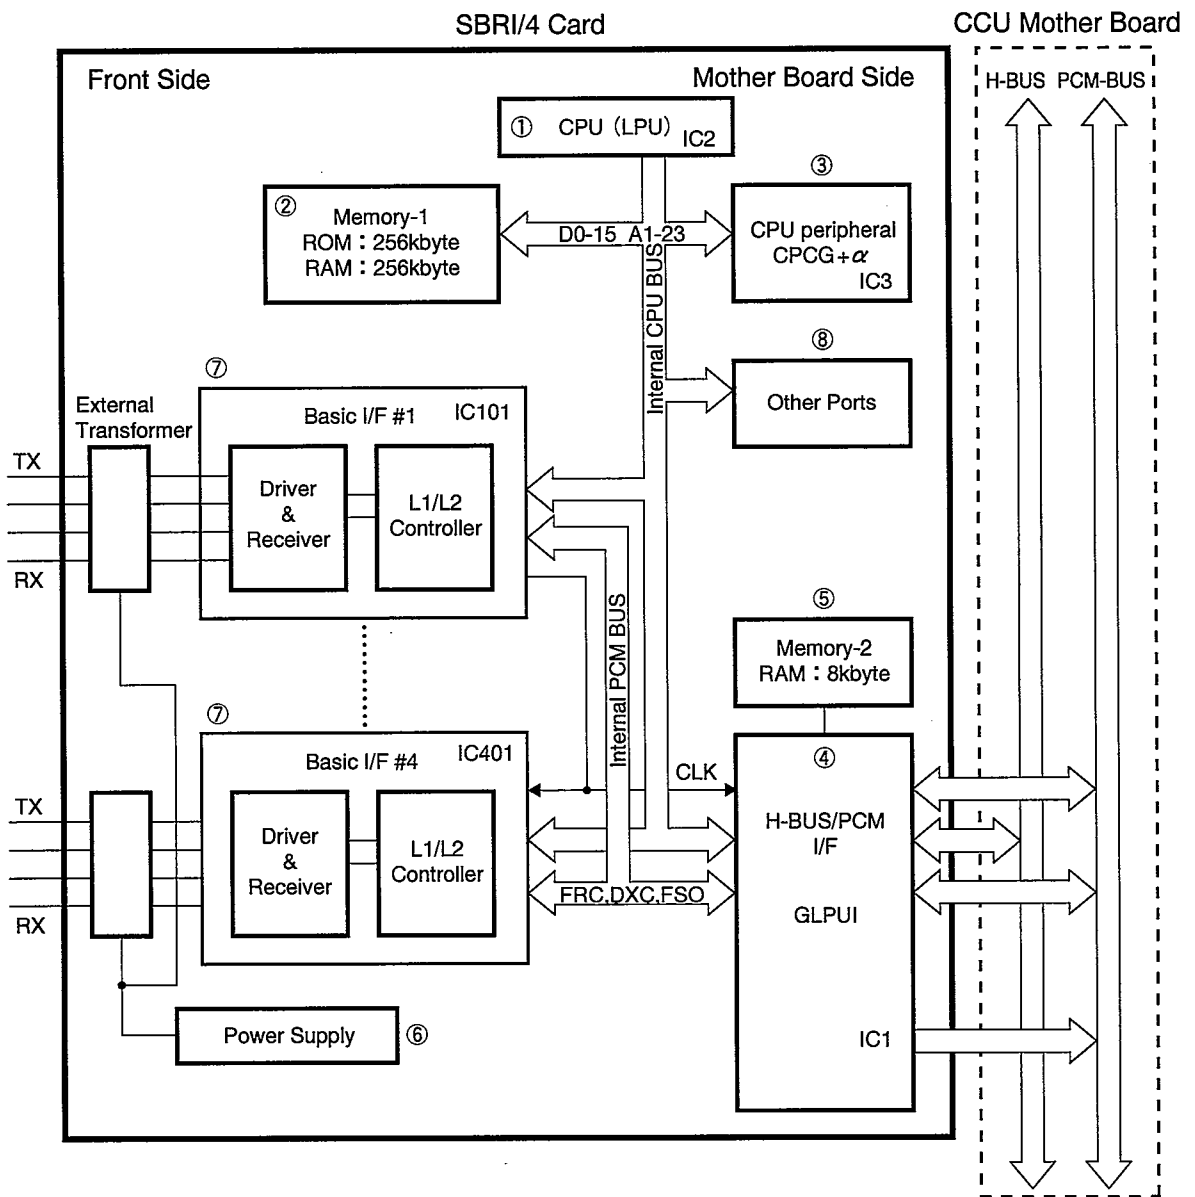 SBRI/4 Card
CCU Mother Board
Front Side
Mother Board Side
H-BUS PCM-BUS
① CPU (LPU) IC2
②
Memory-1
ROM : 256kbyte
RAM : 256kbyte
D0-15 A1-23
③
CPU peripheral
CPCG+α
IC3
Internal CPU BUS
⑧
Other Ports
⑦
External
Transformer
Basic I/F #1
IC101
TX
RX
Driver
&
Receiver
L1/L2
Controller
Internal PCM BUS
⑤
Memory-2
RAM : 8kbyte
⑦
Basic I/F #4
IC401
TX
RX
Driver
&
Receiver
L1/L2
Controller
CLK
FRC,DXC,FSO
④
H-BUS/PCM
I/F
GLPUI
IC1
Power Supply
⑥